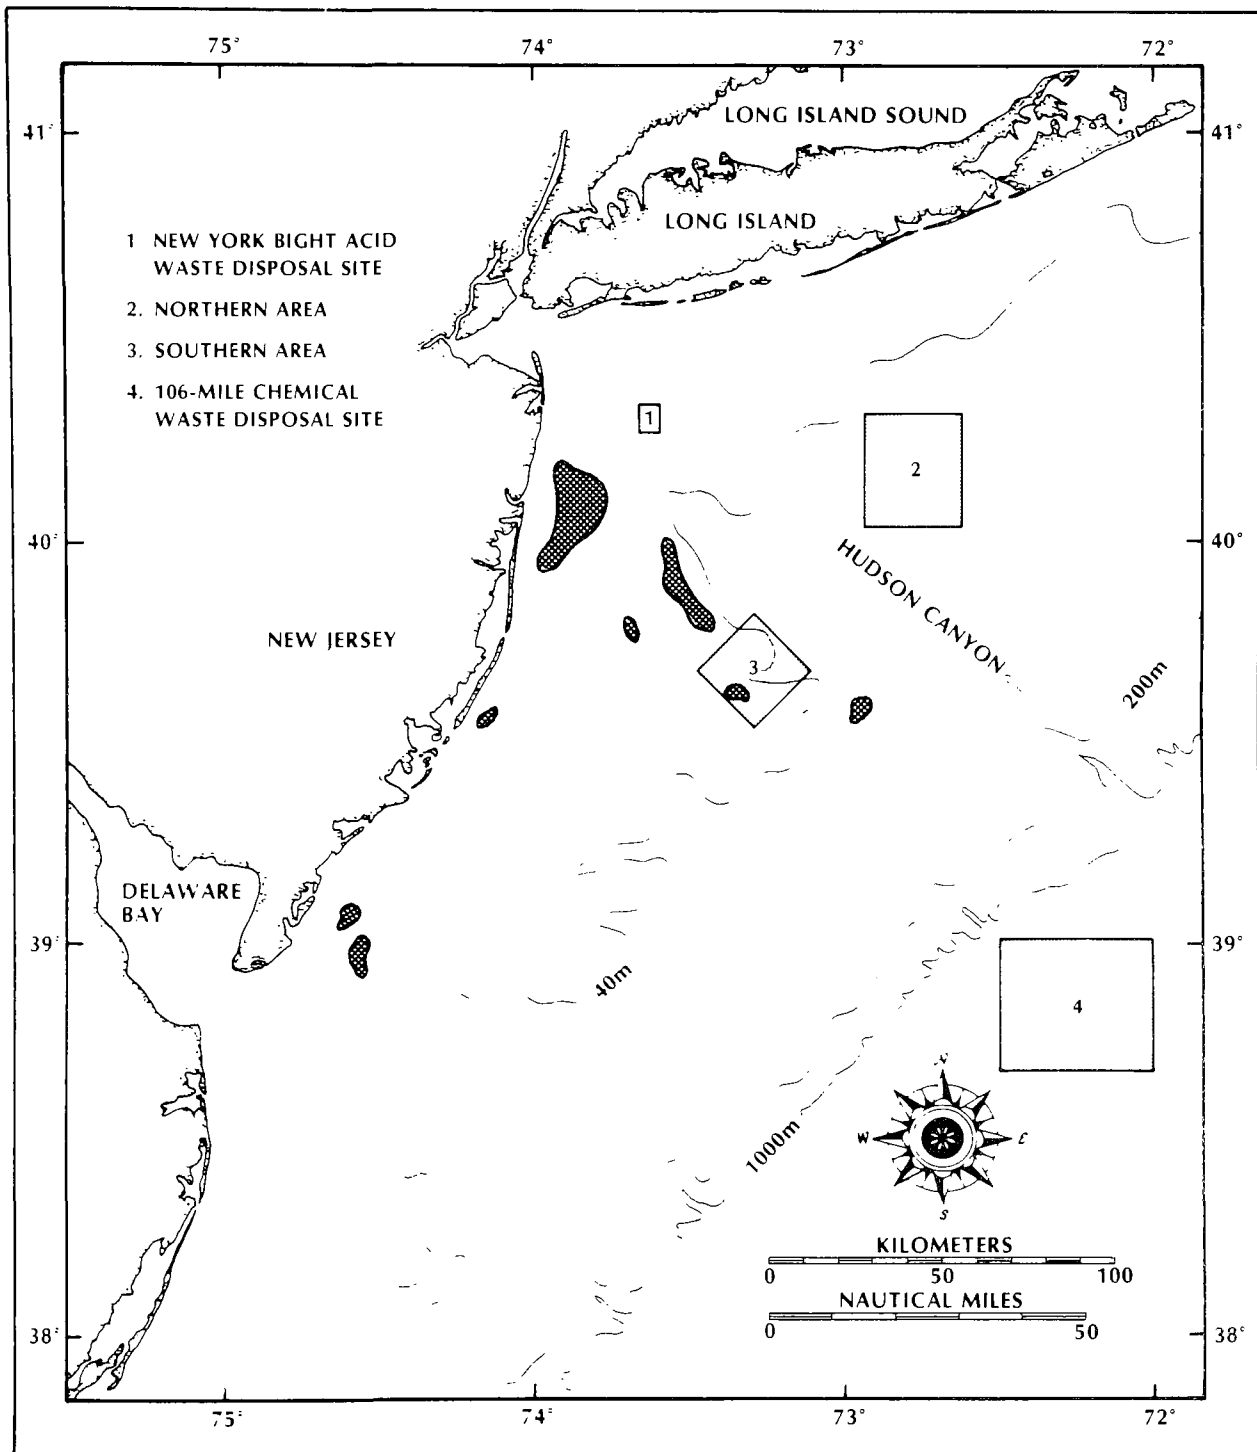 75° 74° 73° 72°
41° 41°
LONG ISLAND SOUND
LONG ISLAND
1 NEW YORK BIGHT ACID
WASTE DISPOSAL SITE
2. NORTHERN AREA
3. SOUTHERN AREA
4. 106-MILE CHEMICAL
WASTE DISPOSAL SITE
1
2
40° 40°
HUDSON CANYON
NEW JERSEY
3
200m
DELAWARE
BAY
39° 39°
40m
4
1000m
N
W E
S
KILOMETERS
0 50 100
NAUTICAL MILES
0 50
38° 38°
75° 74° 73° 72°